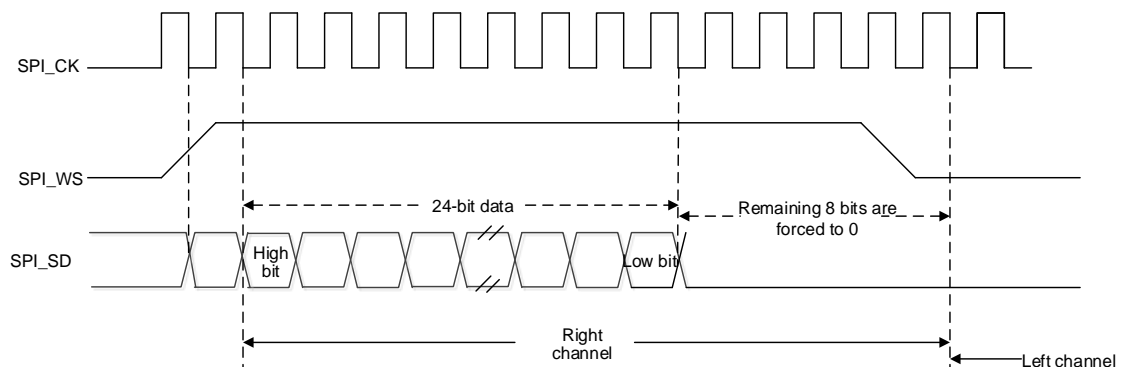 SPI_CK
SPI_WS
24-bit data
Remaining 8 bits are
forced to 0
SPI_SD
High
bit
Low bit
Right
channel
Left channel